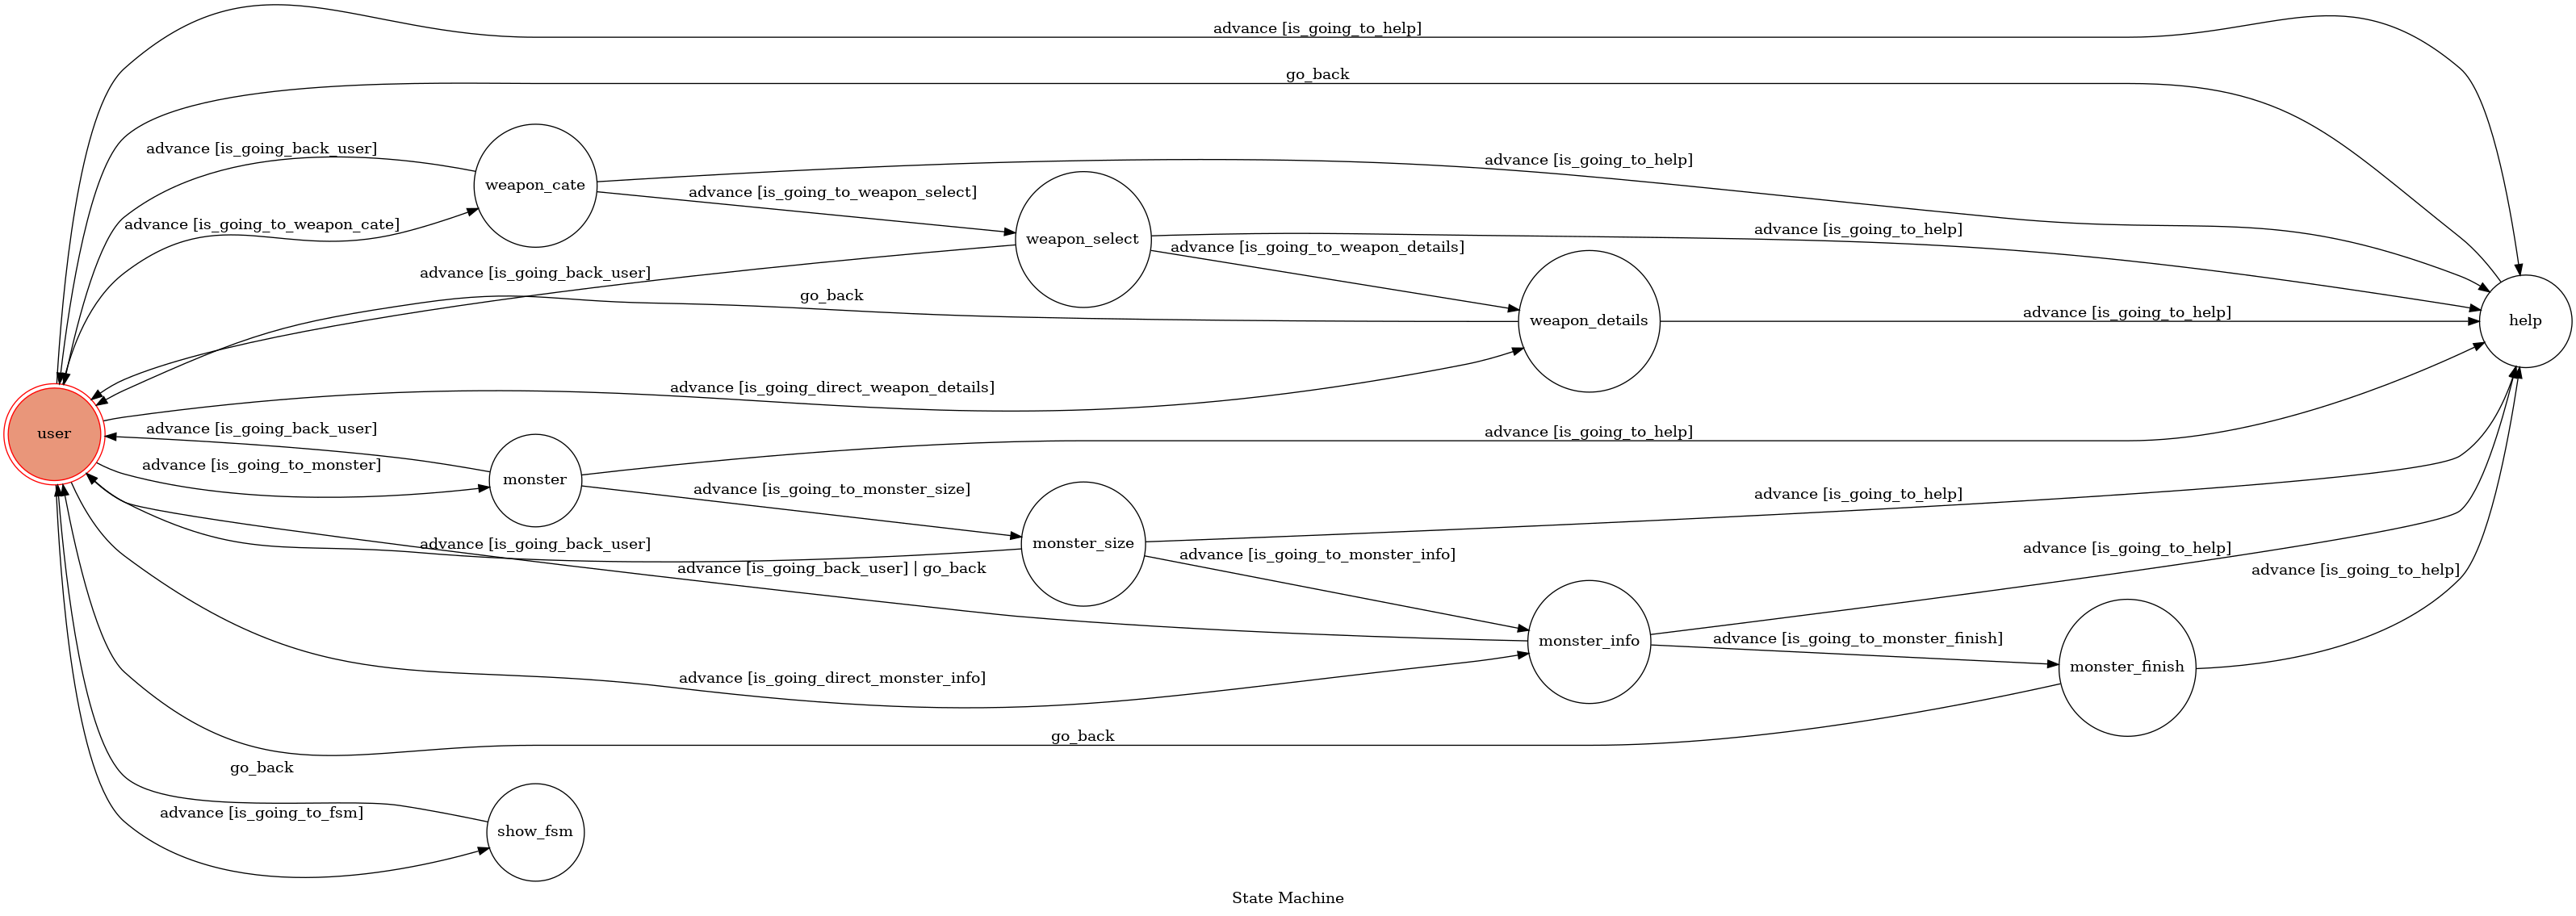 advance [is_going_to_help]
go_back
advance [is_going_back_user]
advance [is_going_to_help]
weapon_cate
advance [is_going_to_weapon_select]
advance [is_going_to_weapon_cate]
advance [is_going_to_help]
weapon_select
advance [is_going_to_weapon_details]
advance [is_going_back_user]
go_back
advance [is_going_to_help]
weapon_details
help
advance [is_going_direct_weapon_details]
advance [is_going_back_user]
advance [is_going_to_help]
user
advance [is_going_to_monster]
monster
advance [is_going_to_monster_size]
advance [is_going_to_help]
advance [is_going_back_user]
monster_size
advance [is_going_to_help]
advance [is_going_to_monster_info]
advance [is_going_back_user] | go_back
advance [is_going_to_help]
monster_info
advance [is_going_to_monster_finish]
monster_finish
advance [is_going_direct_monster_info]
go_back
go_back
advance [is_going_to_fsm]
show_fsm
State Machine